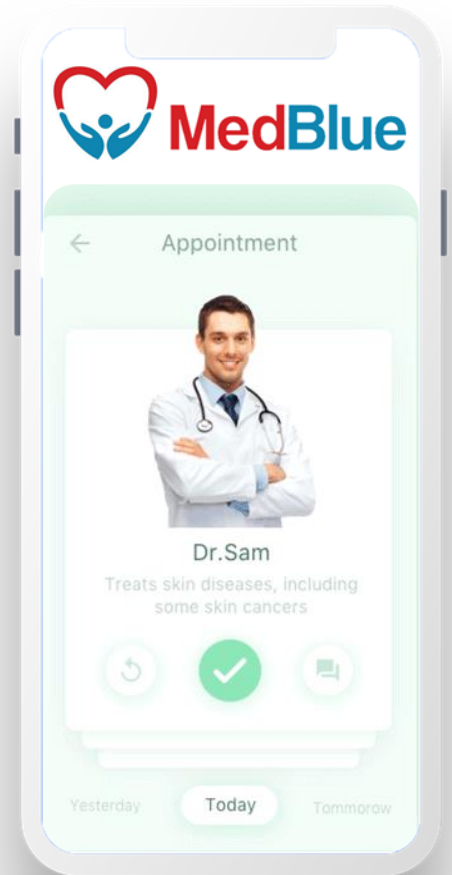 MedBlue
Appointment
Dr.Sam
Treats skin diseases, including
some skin cancers
Yesterday Today Tommorow